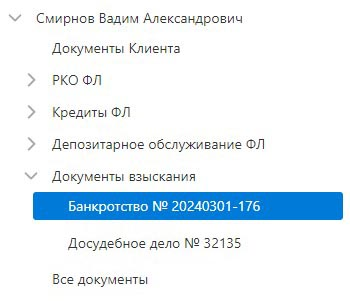 Смирнов Вадим Александрович
Документы Клиента
РКО ФЛ
Кредиты ФЛ
Депозитарное обслуживание ФЛ
Документы взыскания
Банкротство № 20240301-176
Досудебное дело № 32135
Все документы